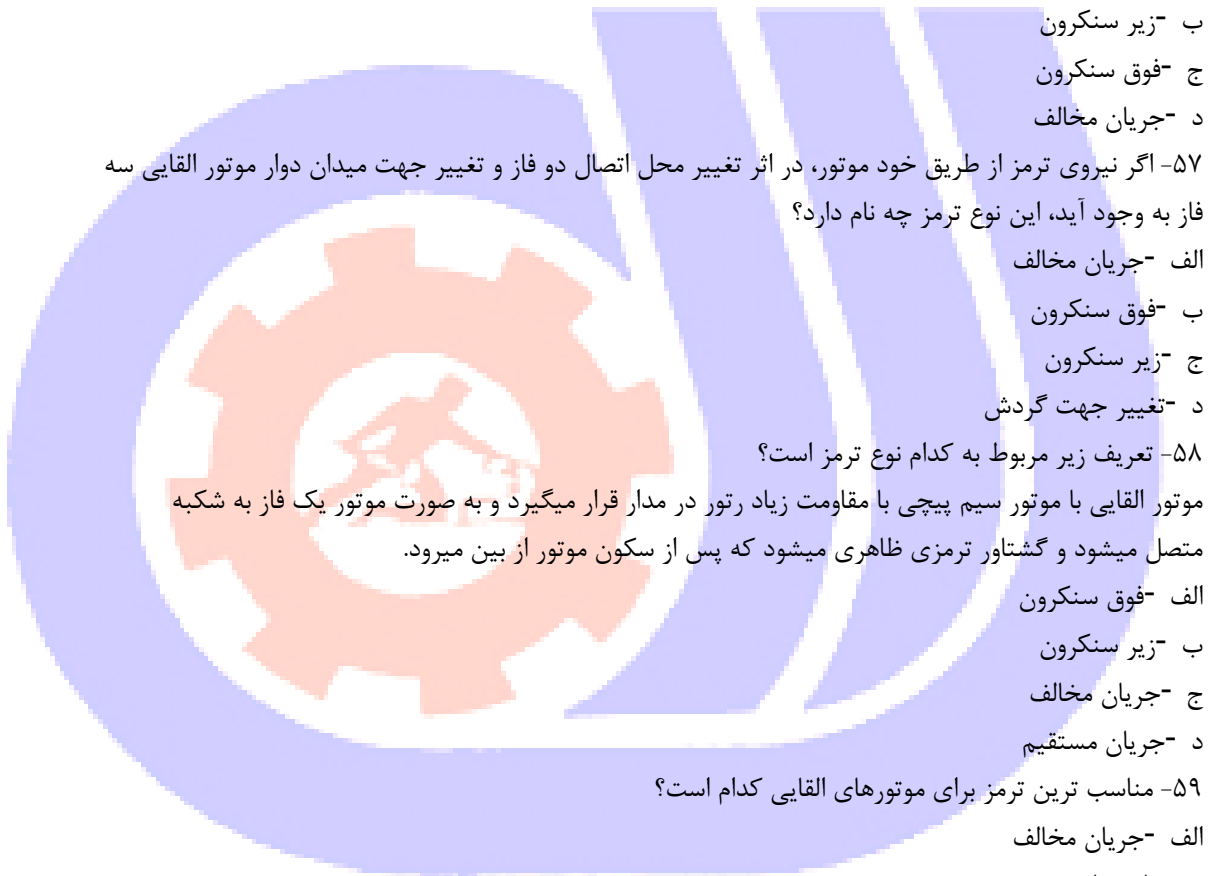 ب -زیر سنکرون
ج -فوق سنکرون
د -جریان مخالف
۵۷- اگر نیروی ترمز از طریق خود موتور، در اثر تغییر محل اتصال دو فاز و تغییر جهت میدان دوار موتور القایی سه
فاز به وجود آید، این نوع ترمز چه نام دارد؟
الف -جریان مخالف
ب -فوق سنکرون
ج -زیر سنکرون
د -تغییر جهت گردش
۵۸- تعریف زیر مربوط به کدام نوع ترمز است؟
موتور القایی با موتور سیم پیچی با مقاومت زیاد رتور در مدار قرار میگیرد و به صورت موتور یک فاز به شکبه
متصل میشود و گشتاور ترمزی ظاهری میشود که پس از سکون موتور از بین میرود.
الف -فوق سنکرون
ب -زیر سنکرون
ج -جریان مخالف
د -جریان مستقیم
۵۹- مناسب ترین ترمز برای موتورهای القایی کدام است؟
الف -جریان مخالف